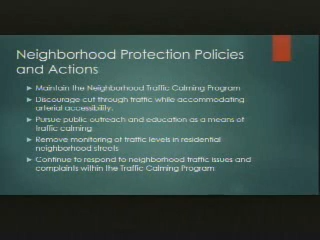 Neighborhood Protection Policies
and Actions
Maintain the Neighborhood Traffic Calming Program
Discourage cut through traffic while accommodating
arterial accessibility.
Pursue public outreach and education as a means of
traffic calming
Remove monitoring of traffic levels in residential
neighborhood streets
Continue to respond to neighborhood traffic issues and
complaints within the Traffic Calming Program